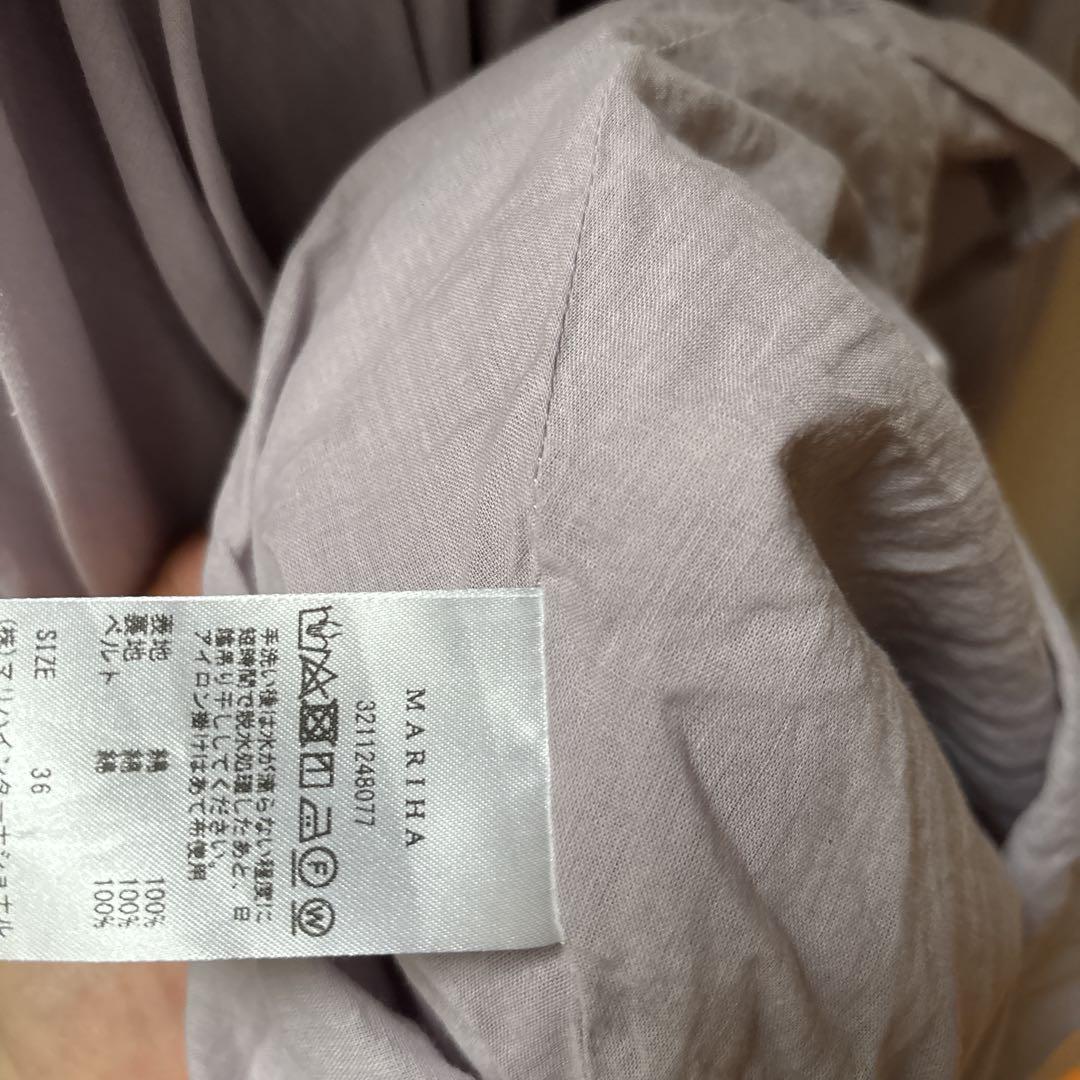 MARIHA
3211248077
F W
手洗い後は水が滴らない程度に
短時間で脱水処理したあと、日
陰吊り干ししてください。
アイロン掛けはあて布使用
表地 綿 100%
裏地 綿 100%
ベルト 綿 100%
SIZE 36
(株)マリハインターナショナル